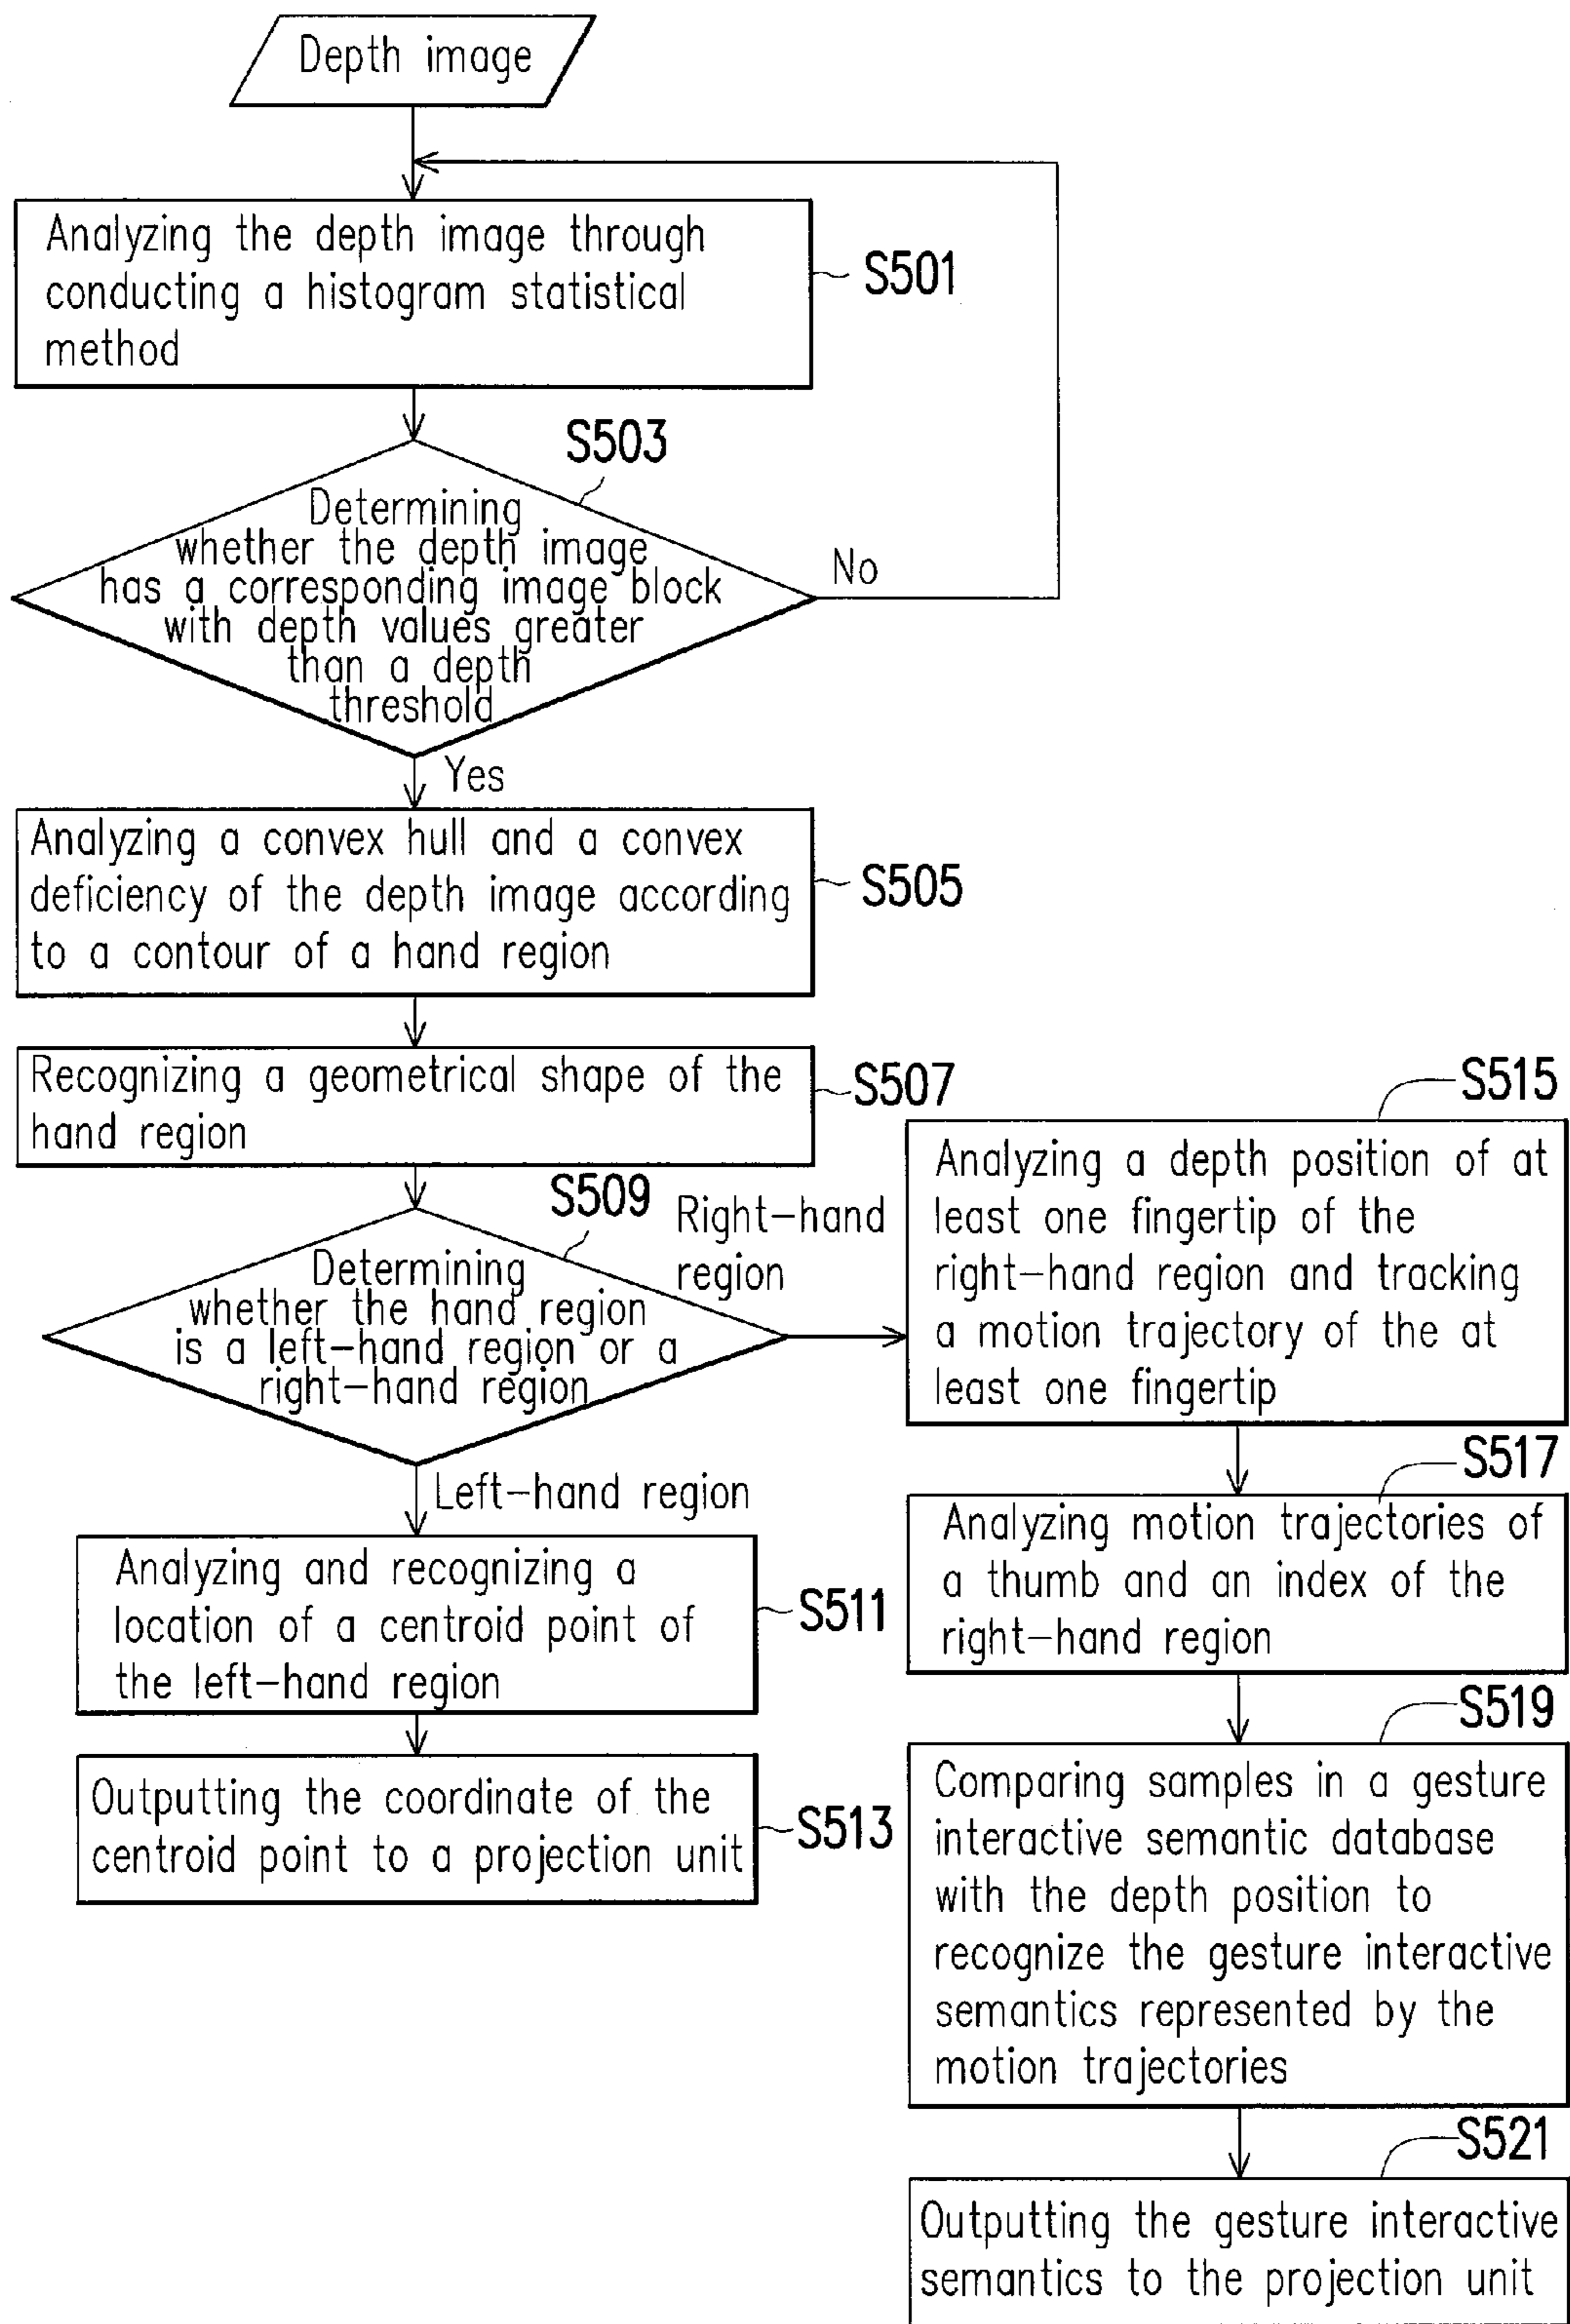 Depth image
Analyzing the depth image through
conducting a histogram statistical
method
S501
S503
Determining
whether the depth image
has a corresponding image block
with depth values greater
than a depth
threshold
No
Yes
Analyzing a convex hull and a convex
deficiency of the depth image according
to a contour of a hand region
S505
Recognizing a geometrical shape of the
hand region
S507
S509
Determining
whether the hand region
is a left-hand region or a
right-hand region
Right-hand
region
Left-hand region
Analyzing and recognizing a
location of a centroid point of
the left-hand region
S511
Outputting the coordinate of the
centroid point to a projection unit
S513
S515
Analyzing a depth position of at
least one fingertip of the
right-hand region and tracking
a motion trajectory of the at
least one fingertip
S517
Analyzing motion trajectories of
a thumb and an index of the
right-hand region
S519
Comparing samples in a gesture
interactive semantic database
with the depth position to
recognize the gesture interactive
semantics represented by the
motion trajectories
S521
Outputting the gesture interactive
semantics to the projection unit